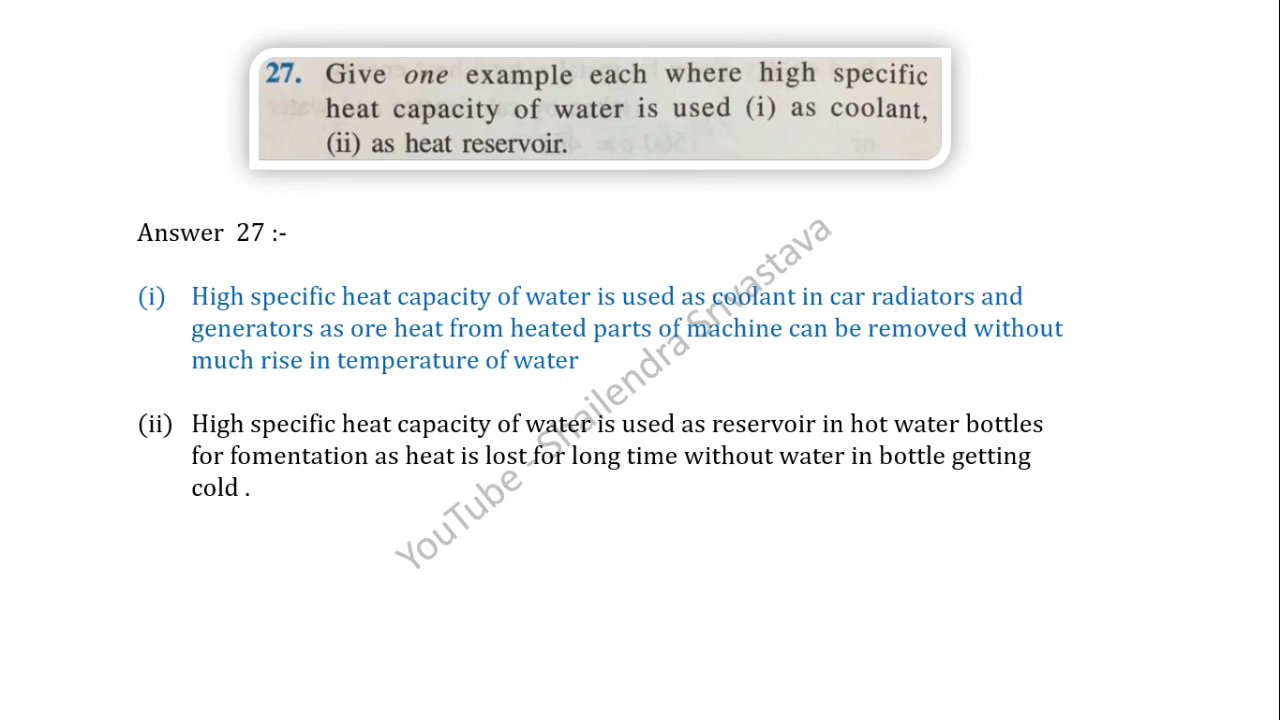 27. Give one example each where high specific
heat capacity of water is used (i) as coolant,
(ii) as heat reservoir.
Answer 27 :-
(i) High specific heat capacity of water is used as coolant in car radiators and
generators as ore heat from heated parts of machine can be removed without
much rise in temperature of water
(ii) High specific heat capacity of water is used as reservoir in hot water bottles
for fomentation as heat is lost for long time without water in bottle getting
cold .
YouTube - Shailendra Srivastava